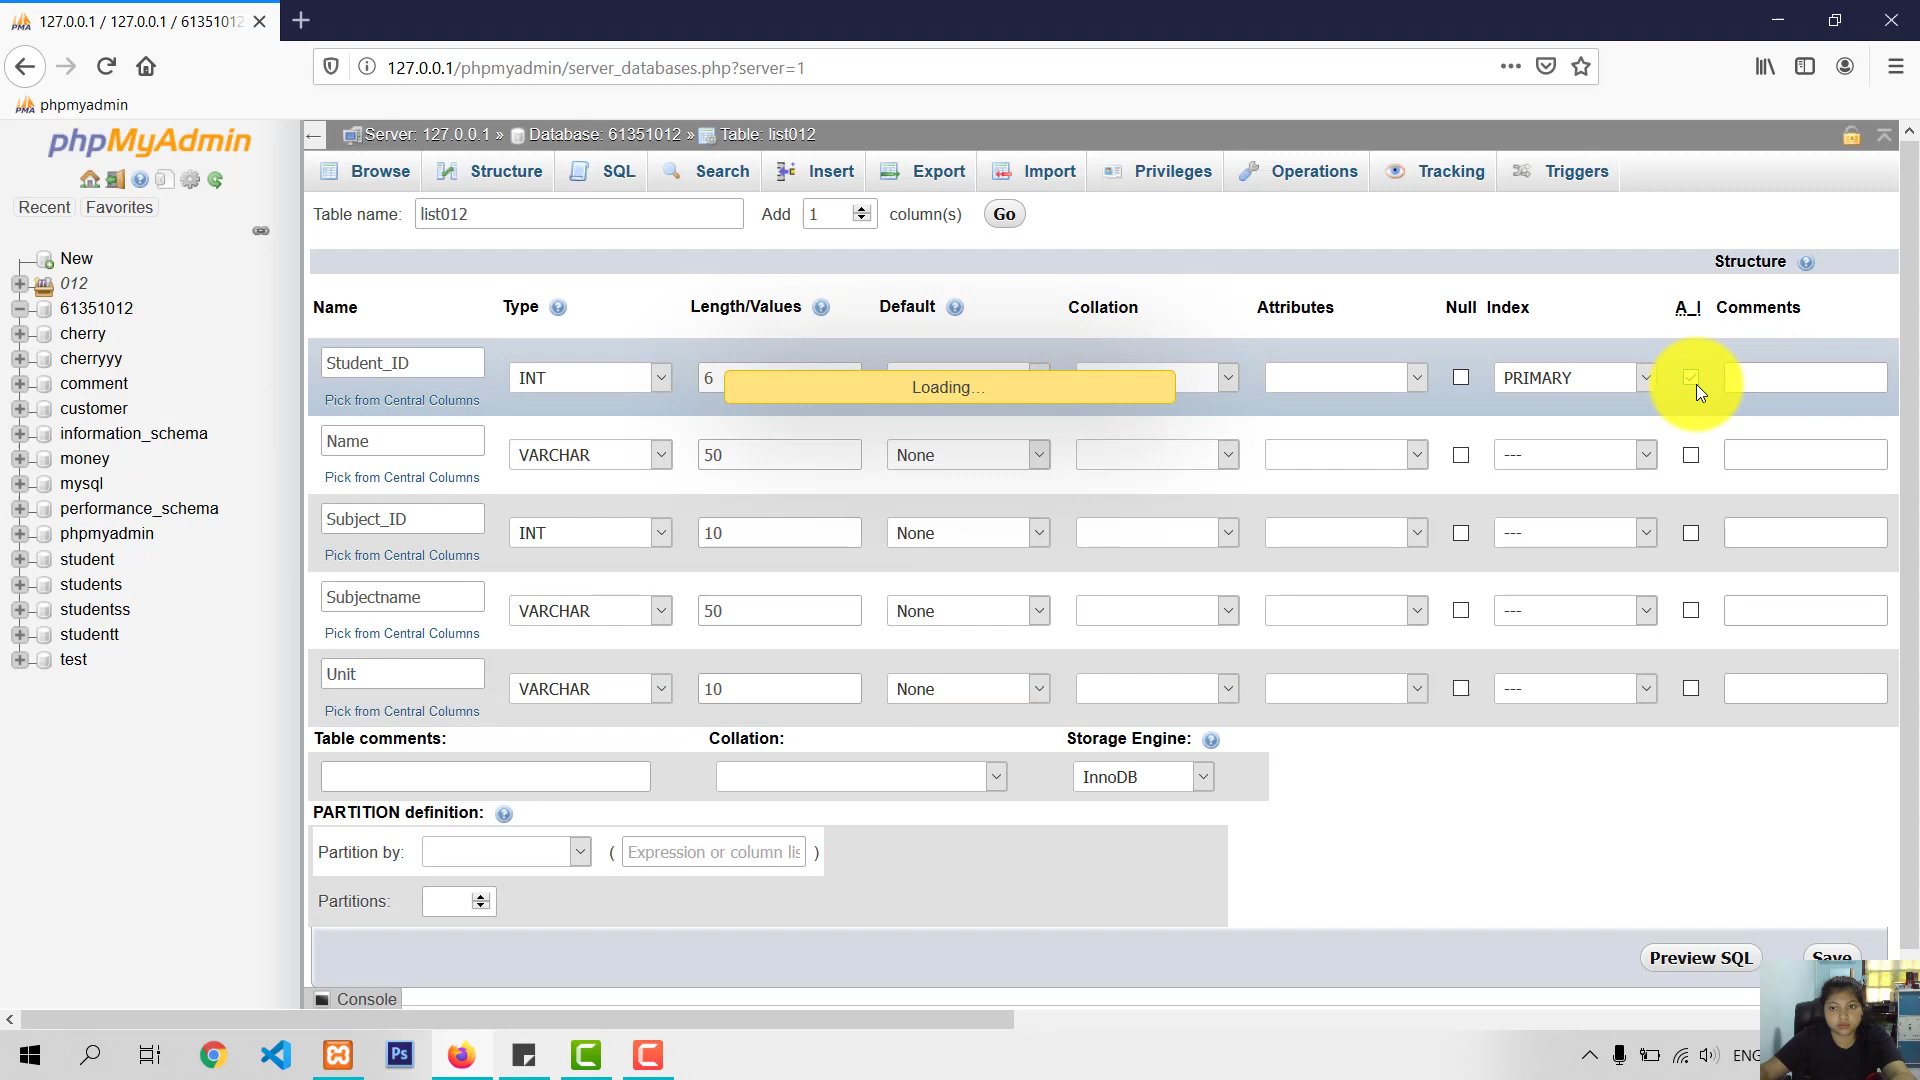 127.0.0.1 / 127.0.0.1 / 61351012
127.0.0.1/phpmyadmin/server_databases.php?server=1
phpmyadmin
phpMyAdmin
Recent Favorites
New
012
61351012
cherry
cherryyy
comment
customer
information_schema
money
mysql
performance_schema
phpmyadmin
student
students
studentss
studentt
test
Server: 127.0.0.1 » Database: 61351012 » Table: list012
Browse Structure SQL Search Insert Export Import Privileges Operations Tracking Triggers
Table name: list012 Add 1 column(s) Go
Structure
Name Type Length/Values Default Collation Attributes Null Index A_I Comments
Student_ID INT 6 PRIMARY
Pick from Central Columns
Loading...
Name VARCHAR 50 None ---
Pick from Central Columns
Subject_ID INT 10 None ---
Pick from Central Columns
Subjectname VARCHAR 50 None ---
Pick from Central Columns
Unit VARCHAR 10 None ---
Pick from Central Columns
Table comments: Collation: Storage Engine:
InnoDB
PARTITION definition:
Partition by: ( Expression or column lis )
Partitions:
Preview SQL Save
Console
Ps
ENG